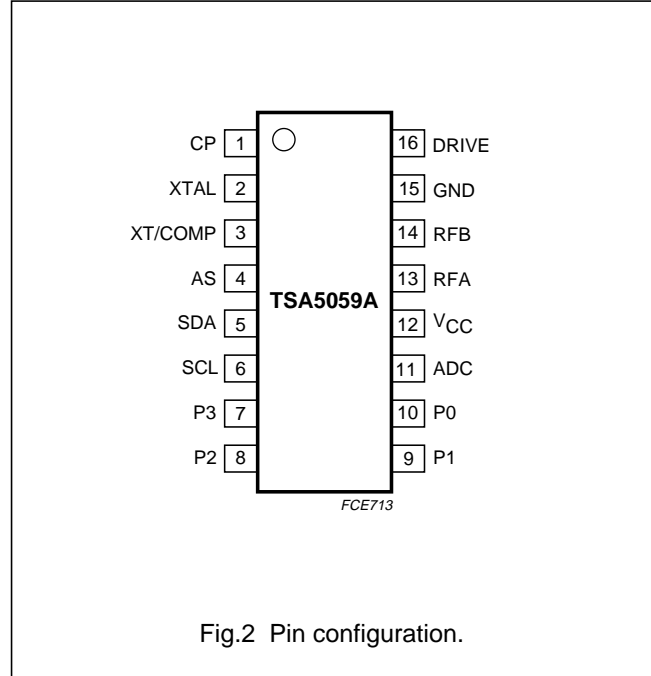 CP 1 16 DRIVE
XTAL 2 15 GND
XT/COMP 3 14 RFB
AS 4 13 RFA
TSA5059A
SDA 5 12 VCC
SCL 6 11 ADC
P3 7 10 P0
P2 8 9 P1
FCE713
Fig.2 Pin configuration.